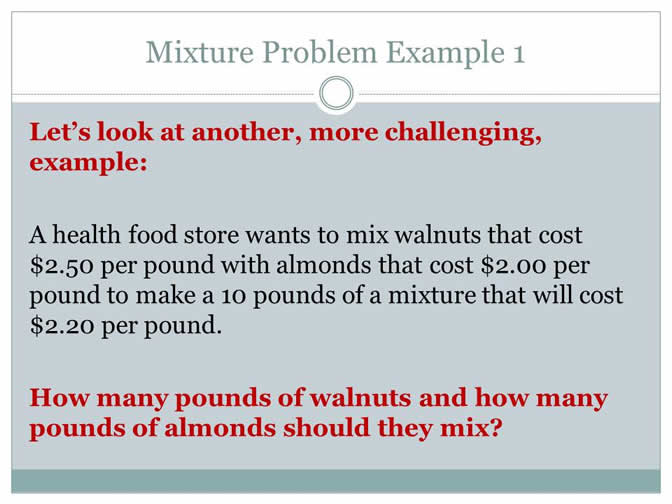 Mixture Problem Example 1
Let’s look at another, more challenging,
example:
A health food store wants to mix walnuts that cost
$2.50 per pound with almonds that cost $2.00 per
pound to make a 10 pounds of a mixture that will cost
$2.20 per pound.
How many pounds of walnuts and how many
pounds of almonds should they mix?